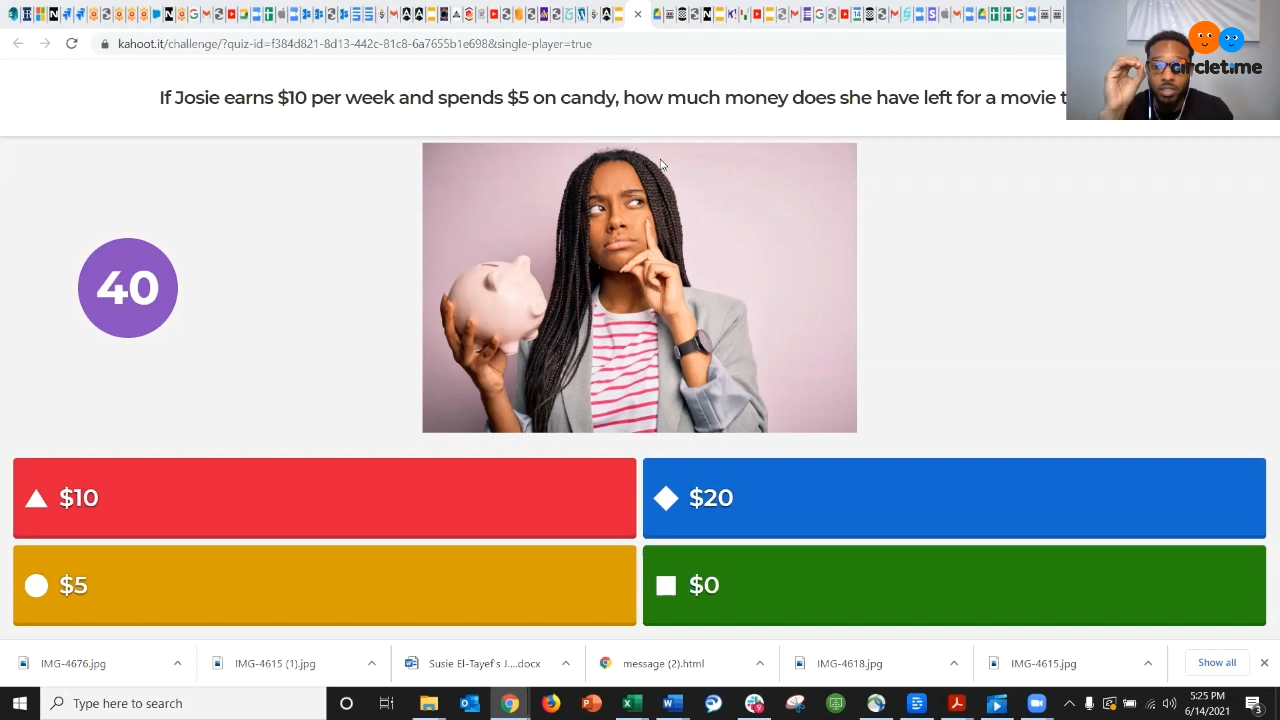 kahoot.it/challenge/?quiz-id=f384d821-8d13-442c-81c8-6a7655b1e698&single-player=true
circletime
If Josie earns $10 per week and spends $5 on candy, how much money does she have left for a movie t
40
$10
$20
$5
$0
IMG-4676.jpg
IMG-4615 (1).jpg
Susie El-Tayef s J....docx
message (2).html
IMG-4618.jpg
IMG-4615.jpg
Show all
Type here to search
5:25 PM
6/14/2021